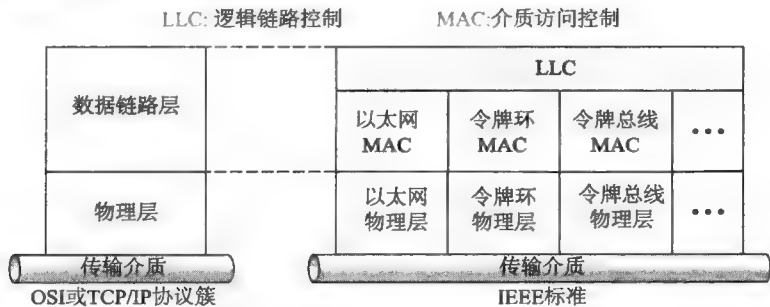 LLC: 逻辑链路控制 MAC:介质访问控制
LLC
数据链路层
以太网 令牌环 令牌总线
MAC MAC MAC •••
物理层
以太网 令牌环 令牌总线
物理层 物理层 物理层 •••
传输介质 传输介质
OSI或TCP/IP协议簇 IEEE标准